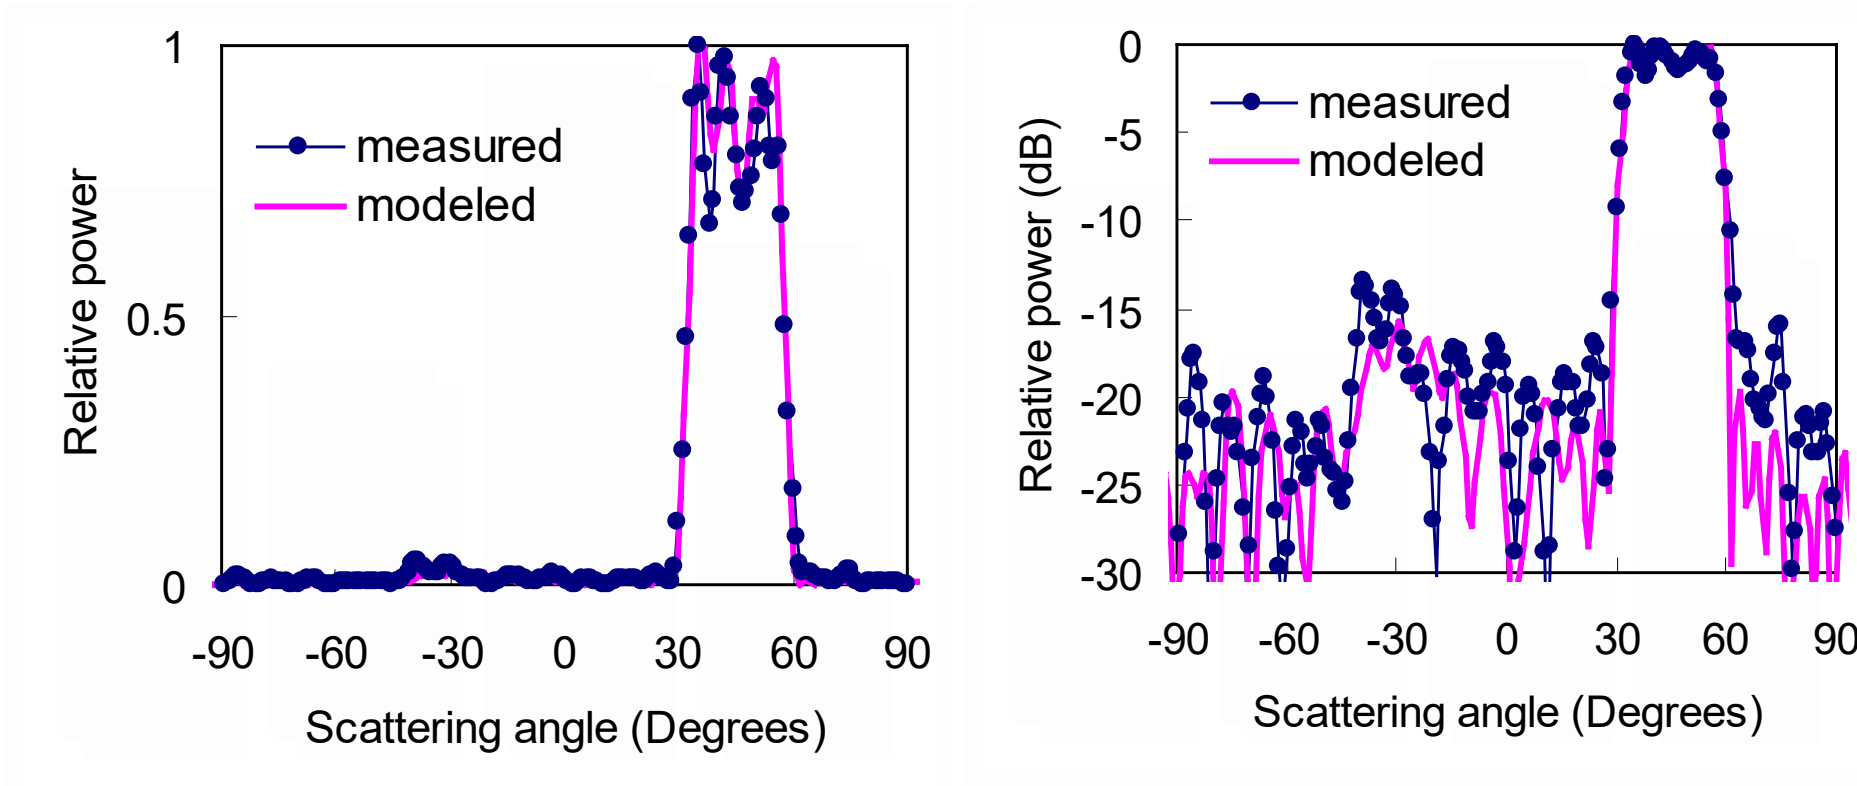 1
0.5
0
Relative power
measured
modeled
-90 -60 -30 0 30 60 90
Scattering angle (Degrees)
0
-5
-10
-15
-20
-25
-30
Relative power (dB)
measured
modeled
-90 -60 -30 0 30 60 90
Scattering angle (Degrees)